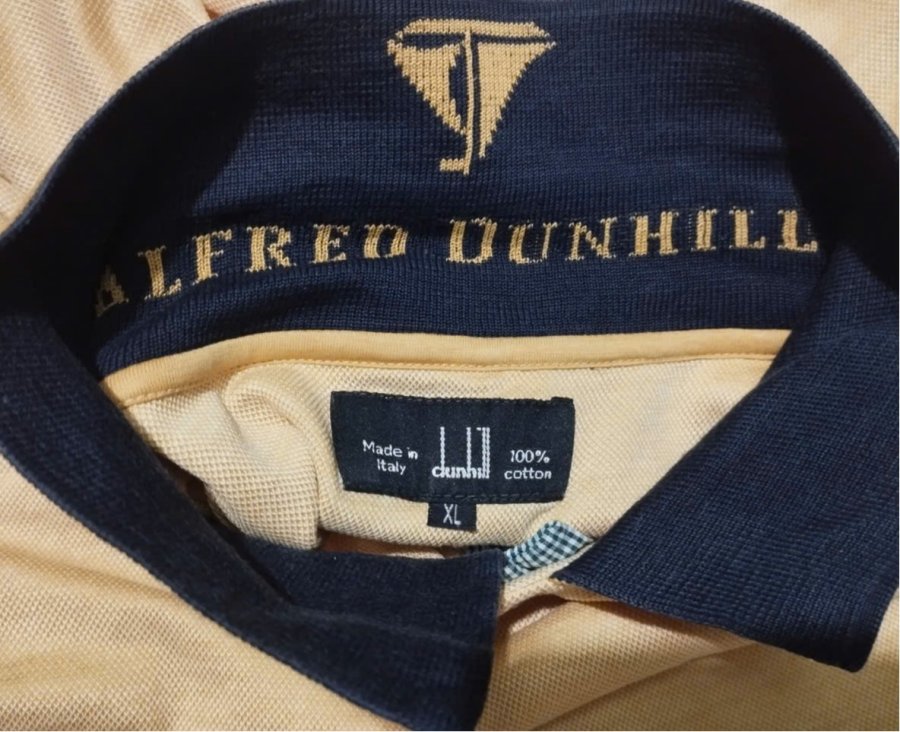 ALFRED DUNHILL
Made in
Italy
dunhill
100%
cotton
XL